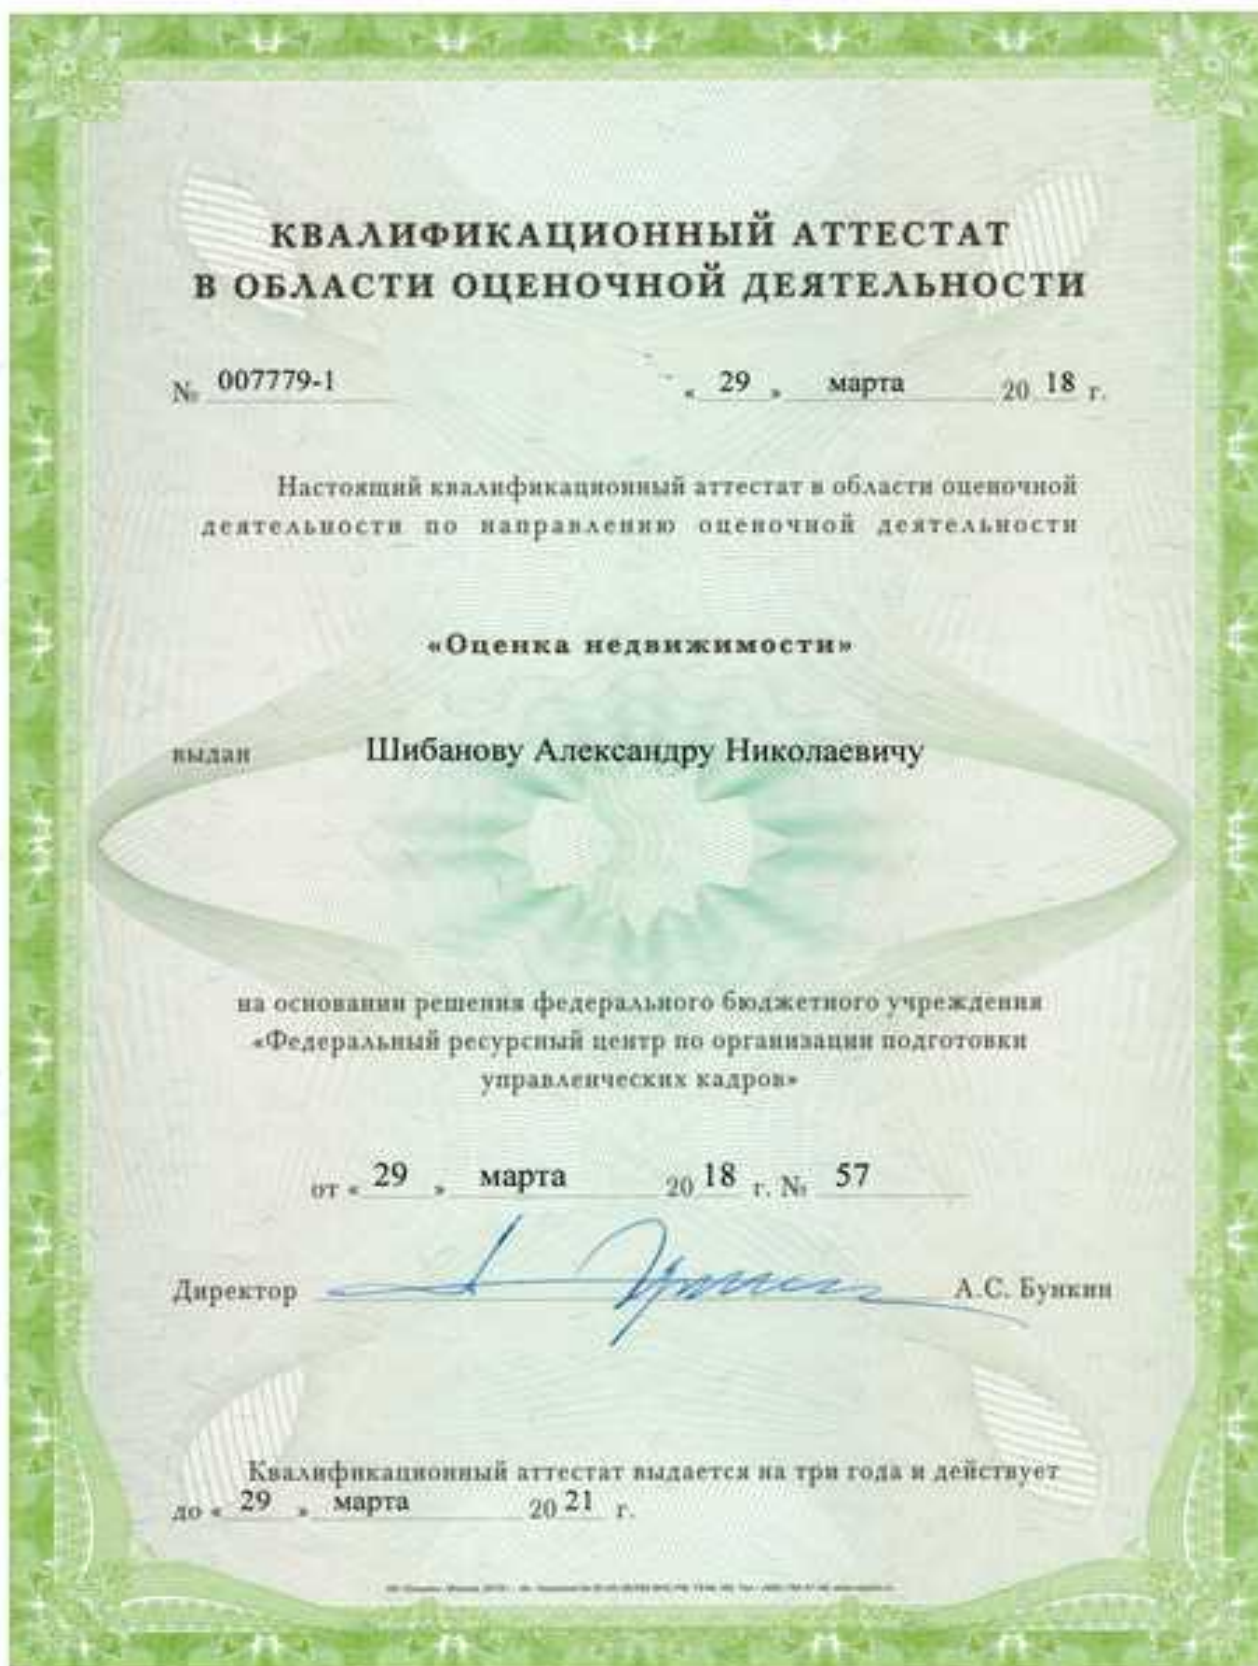 КВАЛИФИКАЦИОННЫЙ АТТЕСТАТ
В ОБЛАСТИ ОЦЕНОЧНОЙ ДЕЯТЕЛЬНОСТИ
№ 007779-1 « 29 » марта 20 18 г.
Настоящий квалификационный аттестат в области оценочной
деятельности по направлению оценочной деятельности
«Оценка недвижимости»
выдан Шибанову Александру Николаевичу
на основании решения федерального бюджетного учреждения
«Федеральный ресурсный центр по организации подготовки
управленческих кадров»
от « 29 » марта 20 18 г. № 57
Директор А.С. Бункин
Квалификационный аттестат выдается на три года и действует
до « 29 » марта 20 21 г.